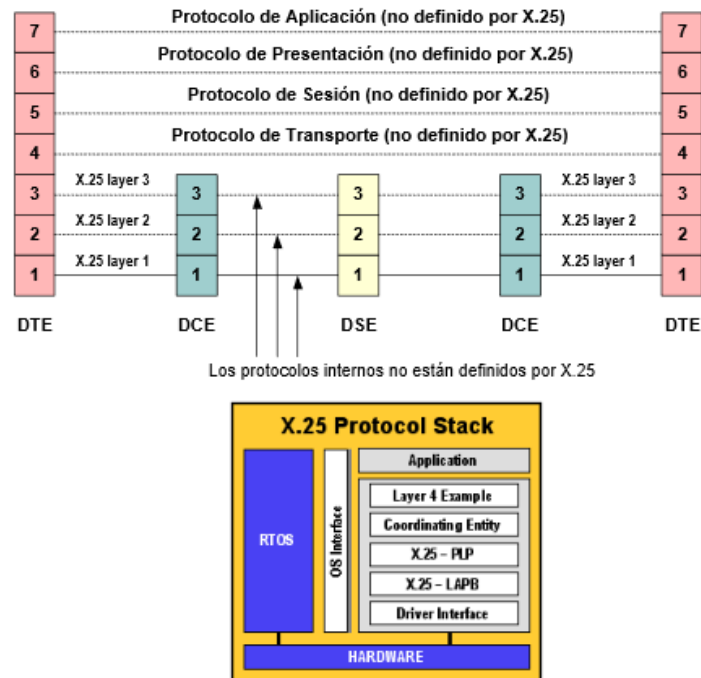 Protocolo de Aplicación (no definido por X.25)
7 7
Protocolo de Presentación (no definido por X.25)
6 6
Protocolo de Sesión (no definido por X.25)
5 5
Protocolo de Transporte (no definido por X.25)
4 4
X.25 layer 3 X.25 layer 3
3 3 3 3 3
X.25 layer 2 X.25 layer 2
2 2 2 2 2
X.25 layer 1 X.25 layer 1
1 1 1 1 1
DTE DCE DSE DCE DTE
Los protocolos internos no están definidos por X.25
X.25 Protocol Stack
RTOS
OS Interface
Application
Layer 4 Example
Coordinating Entity
X.25 – PLP
X.25 – LAPB
Driver Interface
HARDWARE